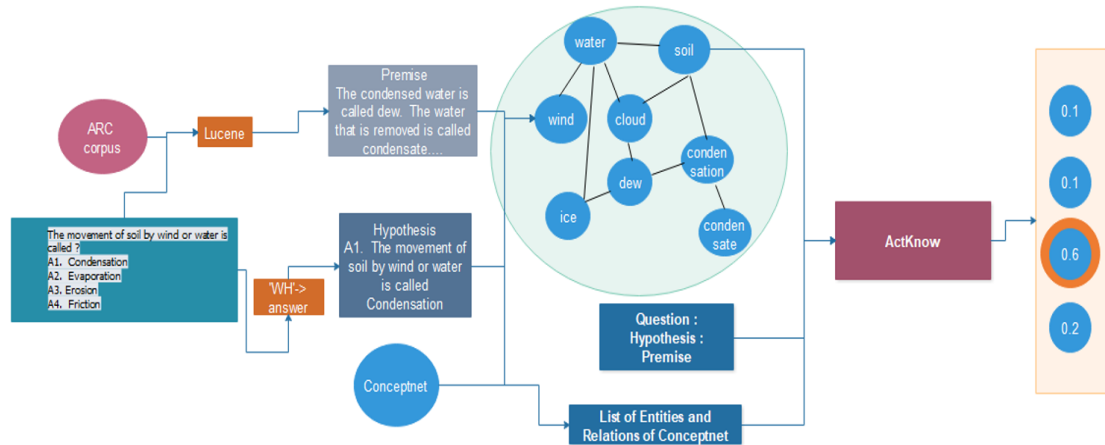 ARC
corpus
Lucene
Premise
The condensed water is
called dew. The water
that is removed is called
condensate....
The movement of soil by wind or water is
called ?
A1. Condensation
A2. Evaporation
A3. Erosion
A4. Friction
'WH'->
answer
Hypothesis
A1. The movement of
soil by wind or water
is called
Condensation
Conceptnet
water
soil
wind
cloud
conden
sation
dew
ice
conden
sate
Question :
Hypothesis :
Premise
List of Entities and
Relations of Conceptnet
ActKnow
0.1
0.1
0.6
0.2